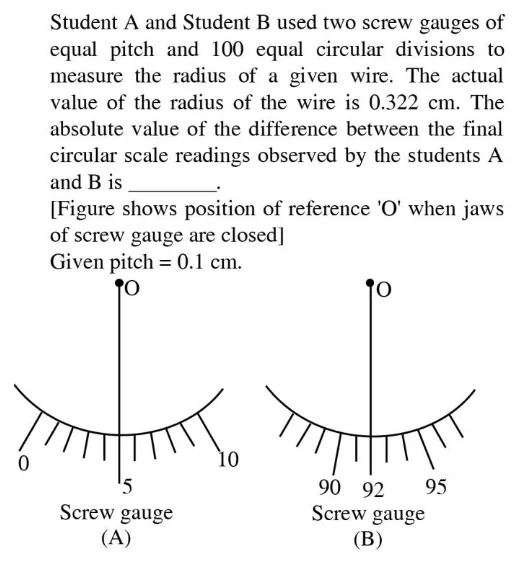 Student A and Student B used two screw gauges of
equal pitch and 100 equal circular divisions to
measure the radius of a given wire. The actual
value of the radius of the wire is 0.322 cm. The
absolute value of the difference between the final
circular scale readings observed by the students A
and B is ________.
[Figure shows position of reference 'O' when jaws
of screw gauge are closed]
Given pitch = 0.1 cm.
O
O
0
5
10
90
92
95
Screw gauge
(A)
Screw gauge
(B)